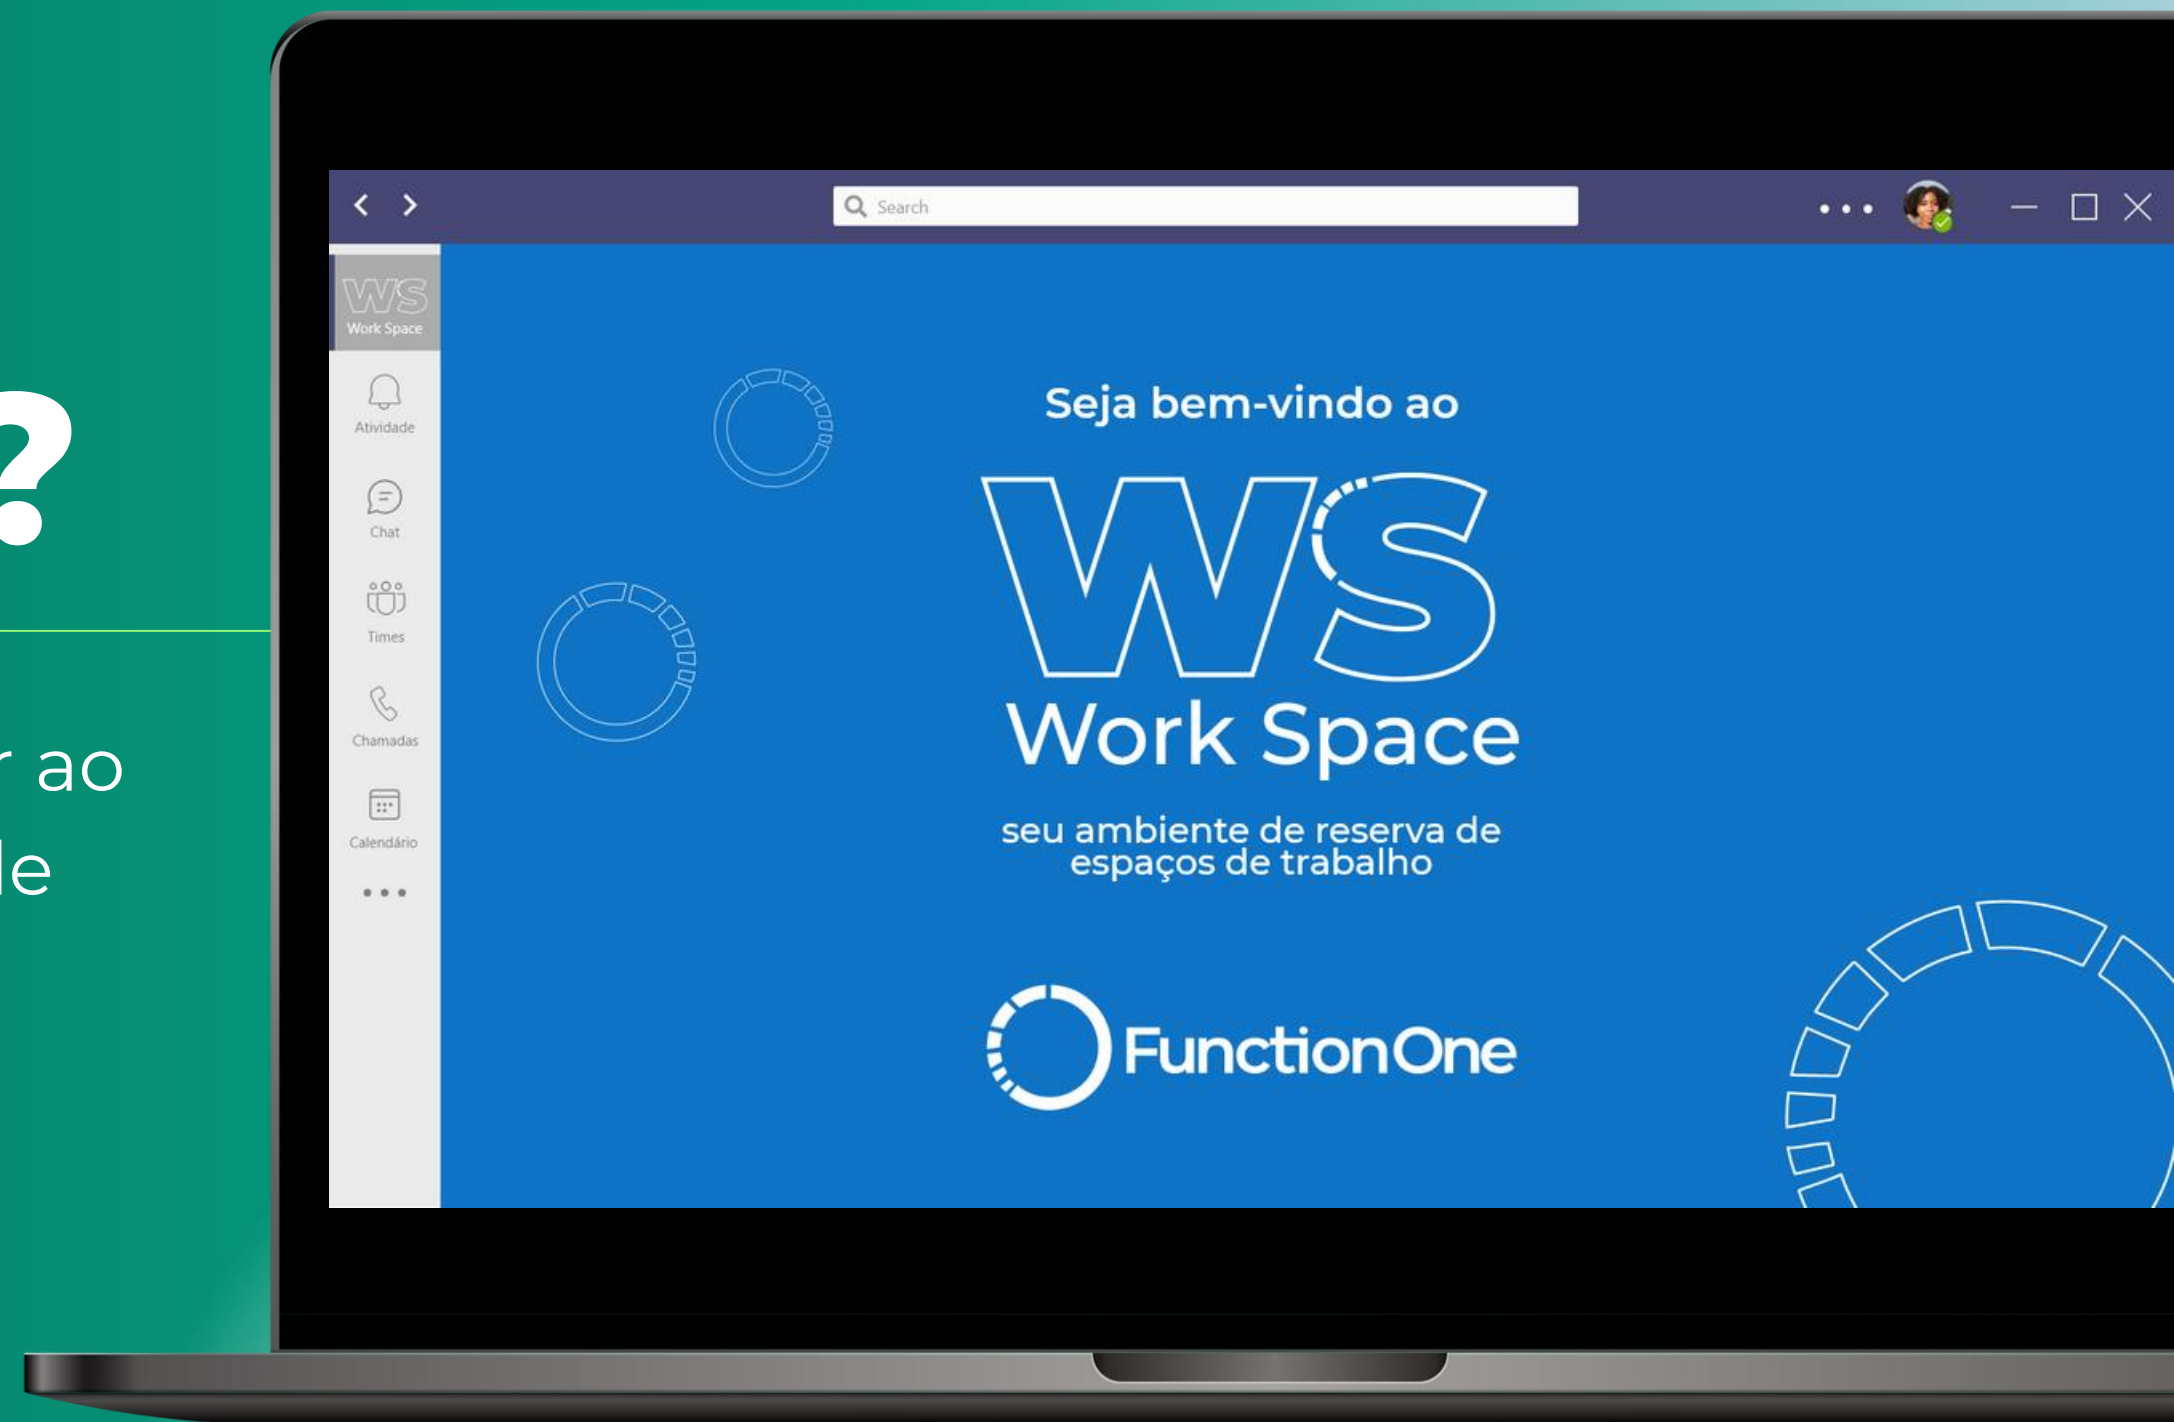 ?
ao
Search
WS
Work Space
Atividade
Chat
Times
Chamadas
Calendário
Seja bem-vindo ao
WS
Work Space
seu ambiente de reserva de
espaços de trabalho
FunctionOne